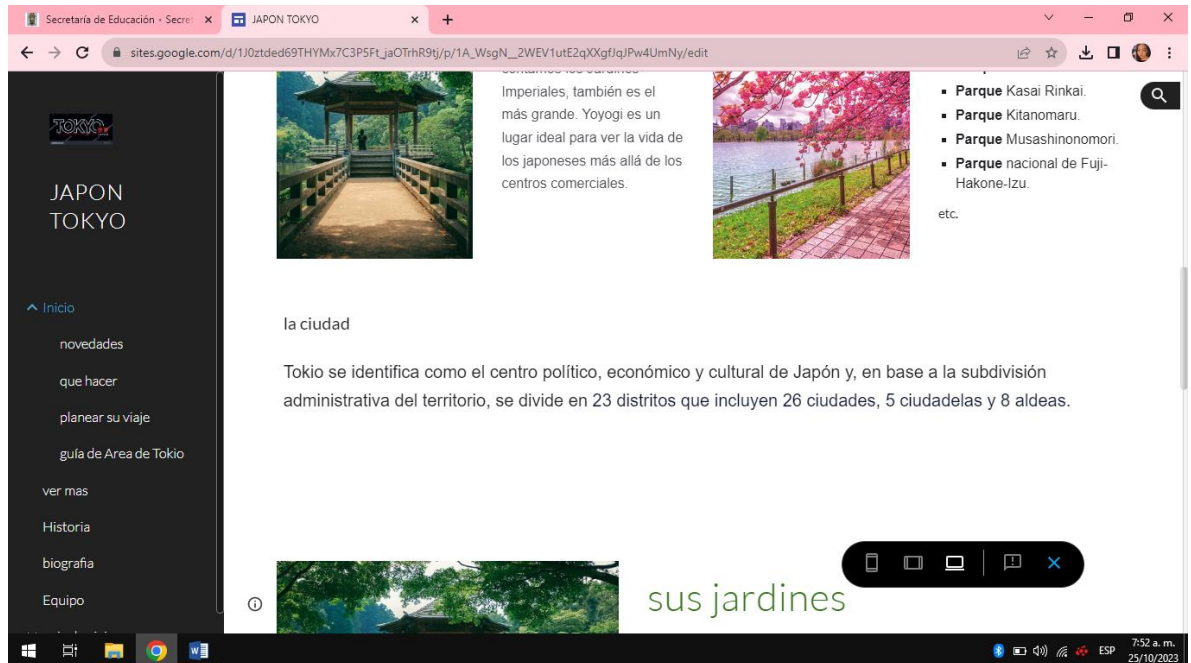 Secretaría de Educación - Secret
JAPON TOKYO
sites.google.com/d/1J0ztded69THYMx7C3P5Ft_jaOTrhR9tj/p/1A_WsgN__2WEV1utE2qXXgfJqJPw4UmNy/edit
TOKYO
JAPON
TOKYO
Inicio
novedades
que hacer
planear su viaje
guía de Area de Tokio
ver mas
Historia
biografia
Equipo
Imperiales, también es el
más grande. Yoyogi es un
lugar ideal para ver la vida de
los japoneses más allá de los
centros comerciales.
Parque Kasai Rinkai.
Parque Kitanomaru.
Parque Musashinonomori.
Parque nacional de Fuji-
Hakone-Izu.
etc.
la ciudad
Tokio se identifica como el centro político, económico y cultural de Japón y, en base a la subdivisión
administrativa del territorio, se divide en 23 distritos que incluyen 26 ciudades, 5 ciudadelas y 8 aldeas.
sus jardines
ESP
7:52 a. m.
25/10/2023